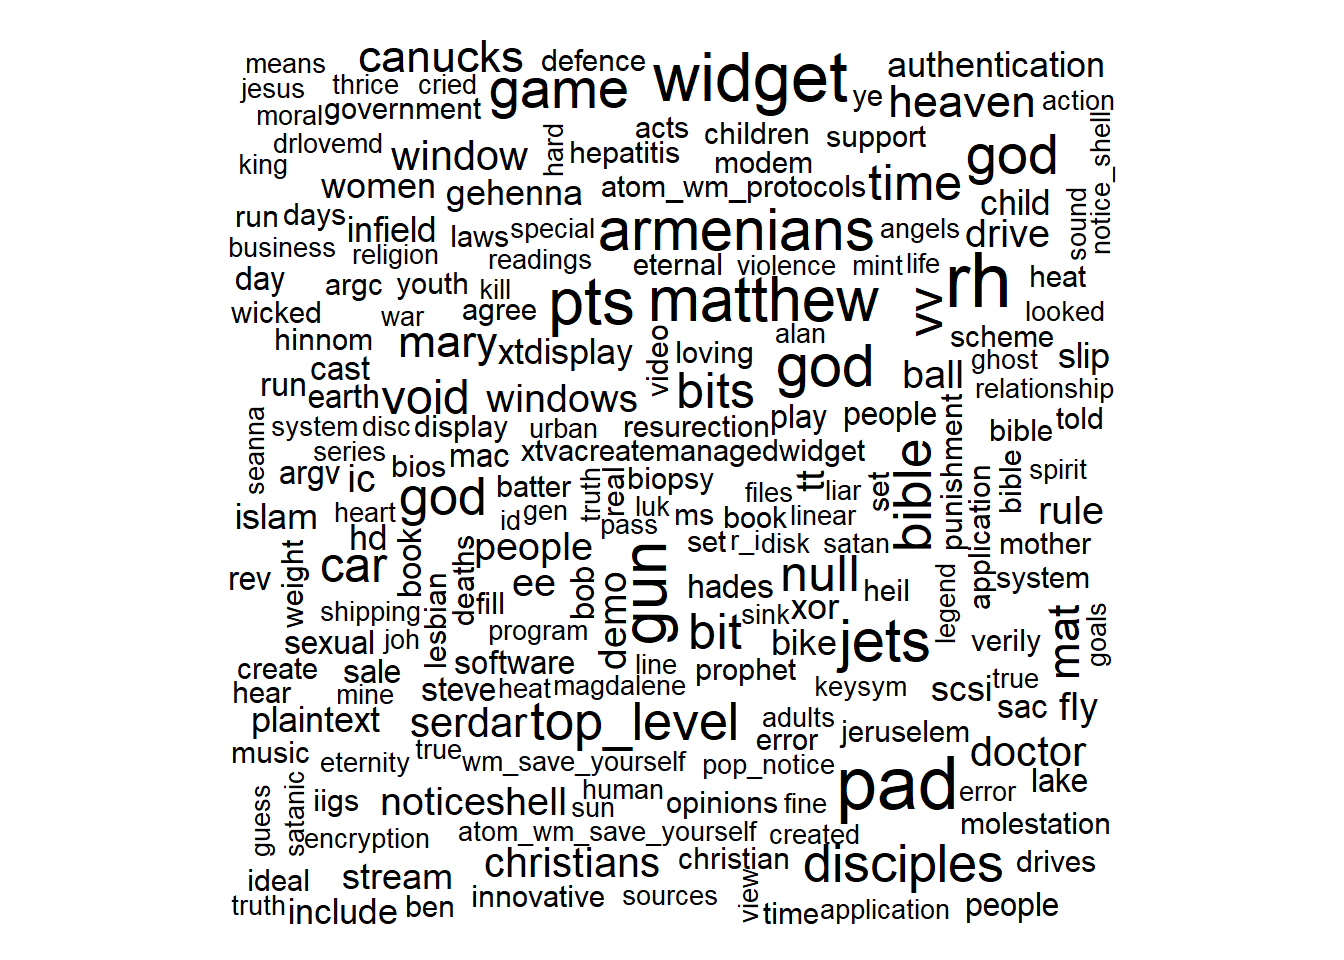 means canucks defence widget authentication
jesus thrice cried game ye heaven action
moral government
drlovemd hard acts children support notice_shell
king window hepatitis modem god
women gehenna atom_wm_protocols time child
run days infield laws special armenians angels drive sound
business religion readings eternal violence mint life rh heat
day argc youth kill pts matthew vv looked
wicked war agree
hinnom mary xtdisplay video loving alan god scheme ghost slip
run cast bits ball relationship
earth void windows play people told
seanna system disc display urban resurection bible bible
series mac xtvacreatemanagedwidget punishment
argv ic bios batter truth real biopsy files tt liar set application bible spirit
islam heart god id gen luk ms book linear rule
hd book people pass set r_i disk satan mother
rev weight car deaths ee bob gun hades null heil legend system
shipping lesbian fill demo sink xor
sexual joh program bit bike jets verily mat goals
create sale software line prophet
hear mine steve heat magdalene keysym scsi true
plaintext serdar top_level adults sac fly
music true error jeruselem doctor
eternity wm_save_yourself pop_notice pad lake
guess satanic iigs noticeshell human sun opinions fine error
encryption atom_wm_save_yourself created molestation
christians christian disciples drives
ideal stream innovative sources view
truth include ben time application people